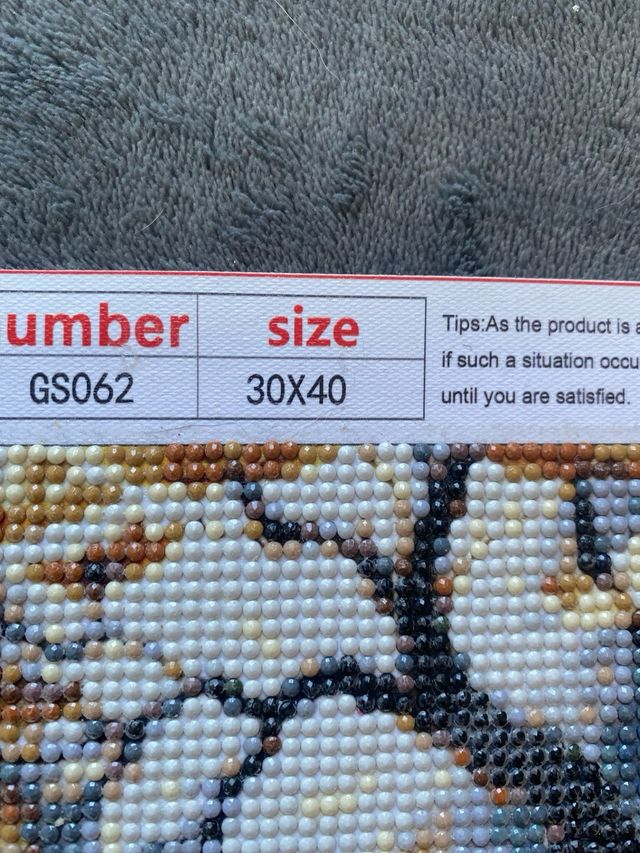 umber size
GS062 30X40
Tips:As the product is a
if such a situation occu
until you are satisfied.